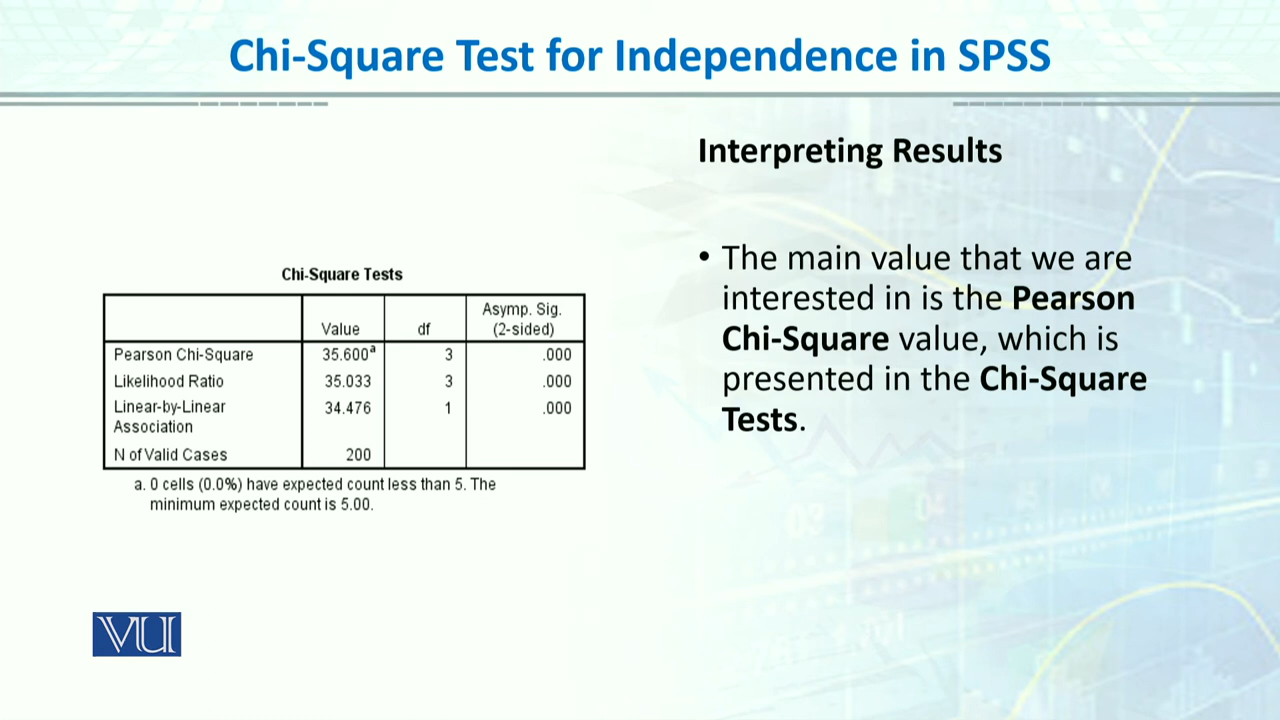 Chi-Square Test for Independence in SPSS
Interpreting Results
• The main value that we are
interested in is the Pearson
Chi-Square value, which is
presented in the Chi-Square
Tests.
Chi-Square Tests
Value df Asymp. Sig. (2-sided)
Pearson Chi-Square 35.600a 3 .000
Likelihood Ratio 35.033 3 .000
Linear-by-Linear Association 34.476 1 .000
N of Valid Cases 200
a. 0 cells (0.0%) have expected count less than 5. The
minimum expected count is 5.00.
VU